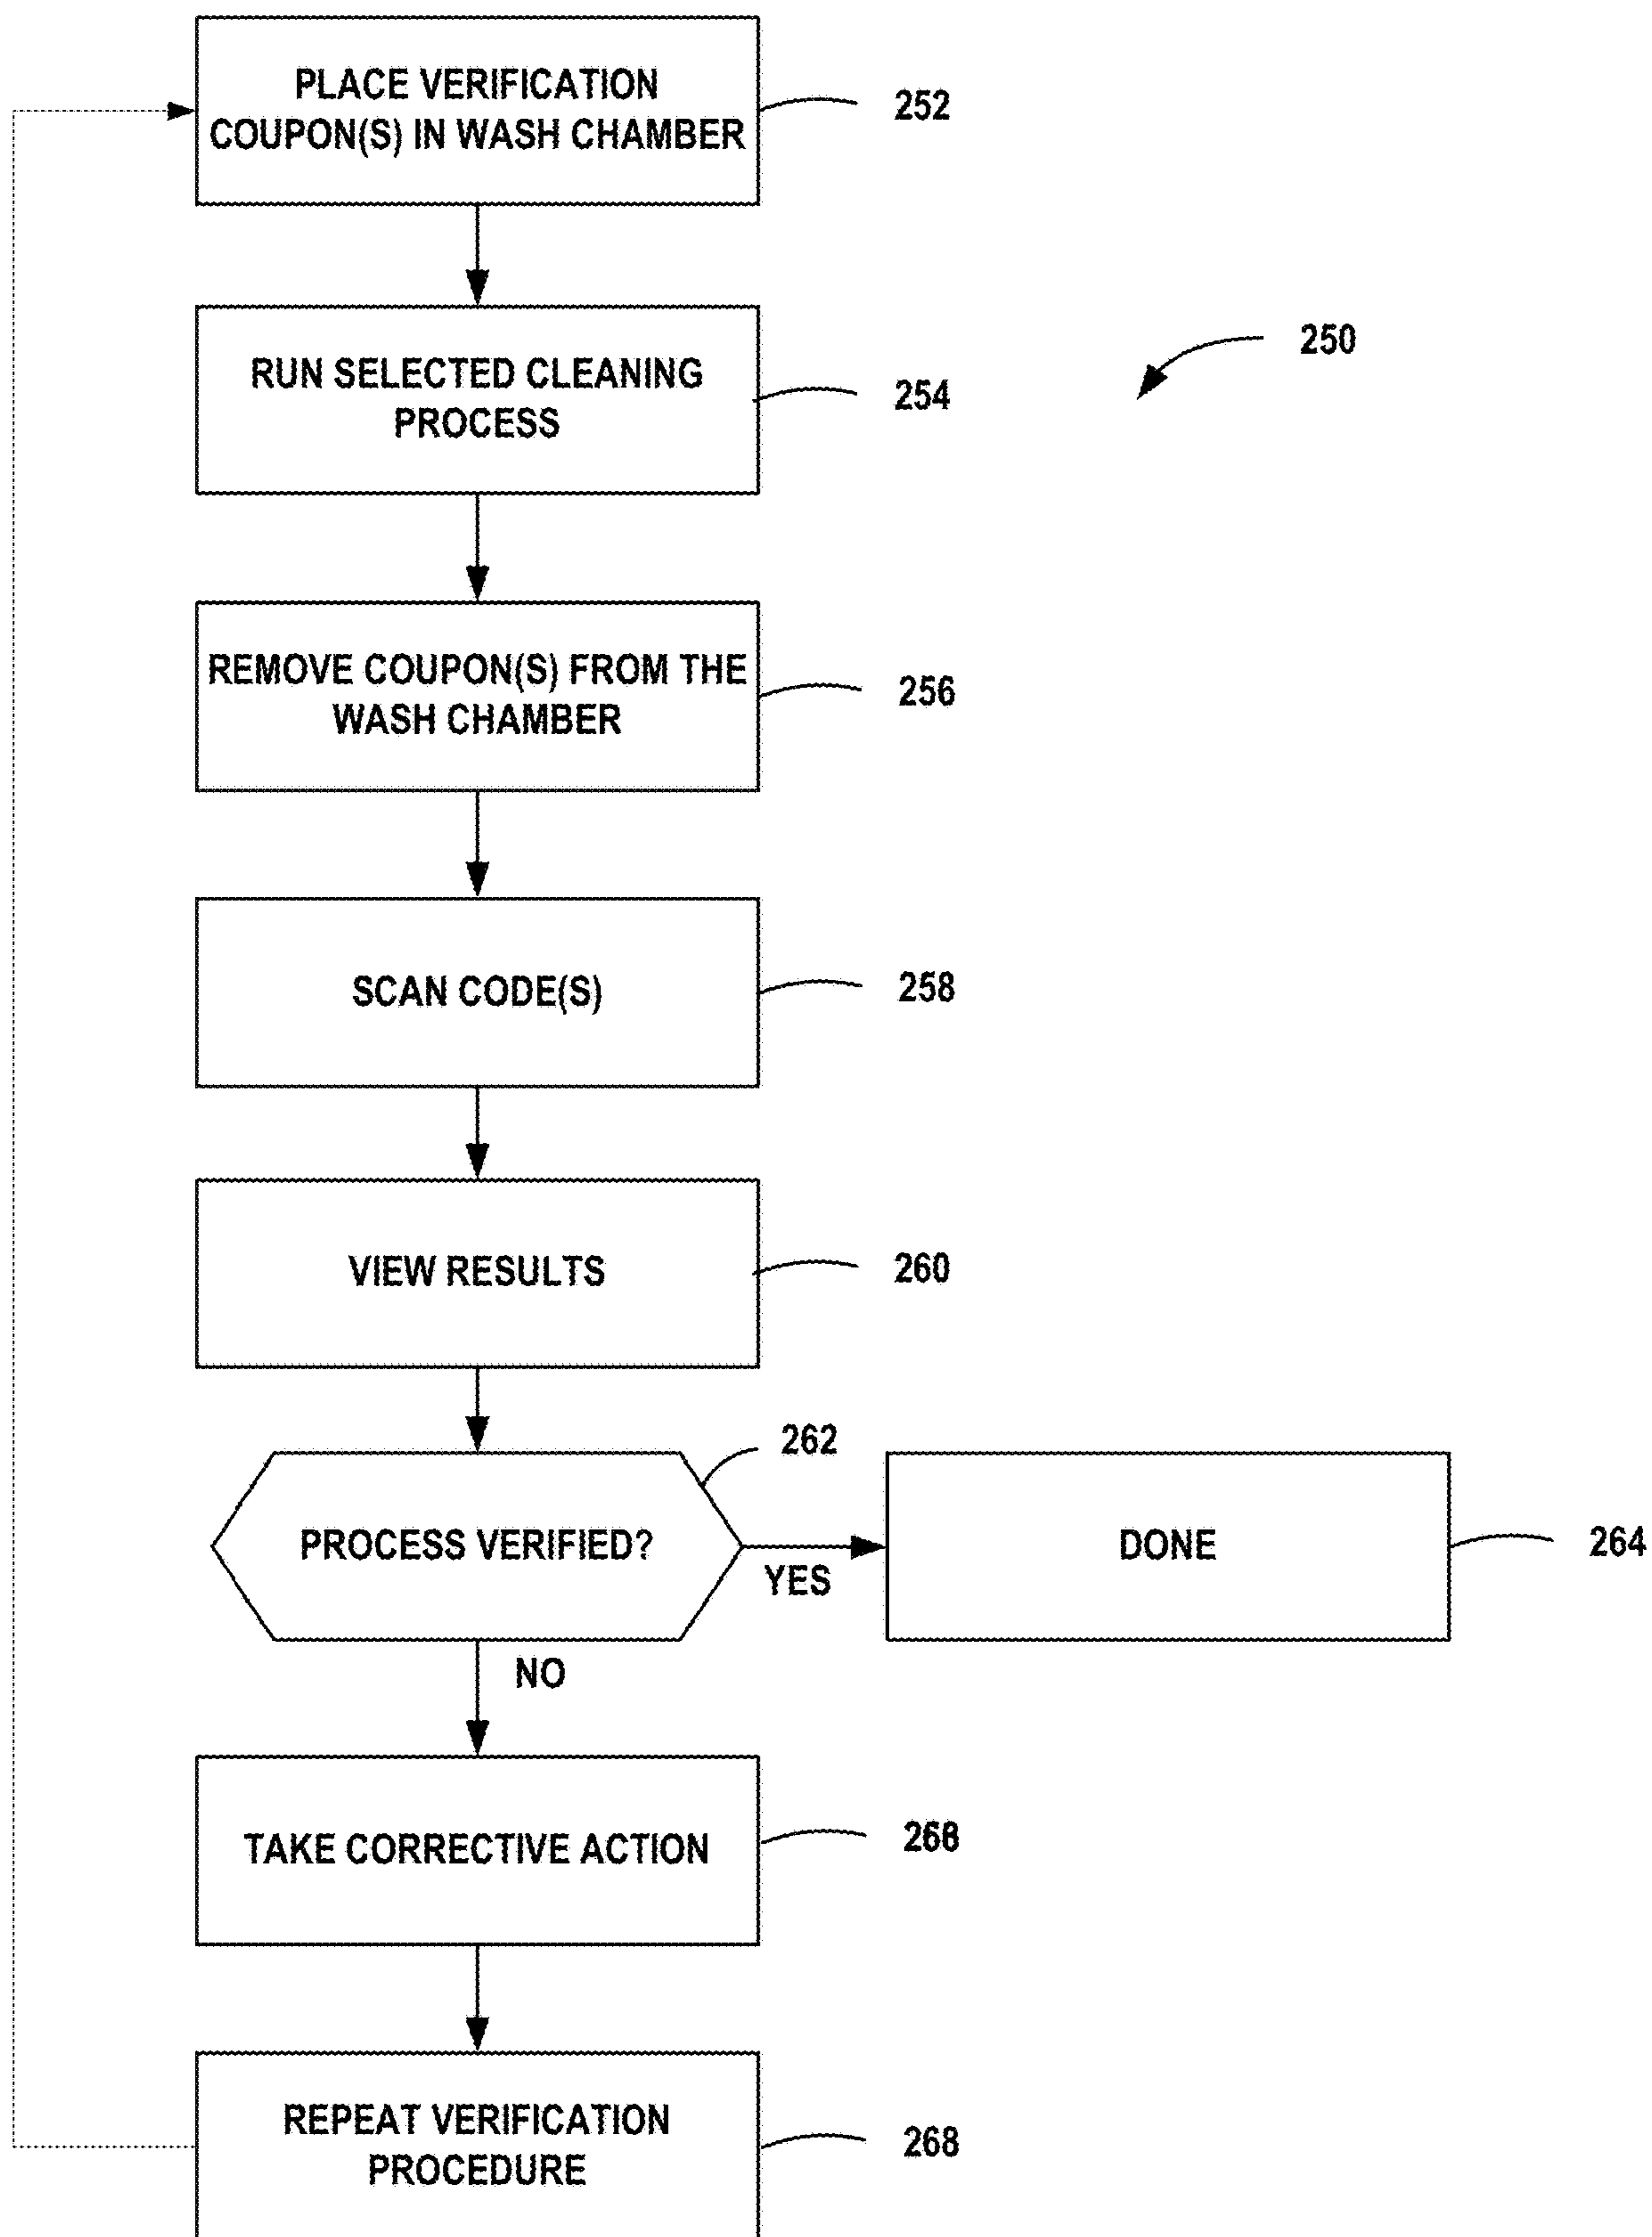 PLACE VERIFICATION
COUPON(S) IN WASH CHAMBER
252
RUN SELECTED CLEANING
PROCESS
254
250
REMOVE COUPON(S) FROM THE
WASH CHAMBER
256
SCAN CODE(S)
258
VIEW RESULTS
260
262
PROCESS VERIFIED?
YES
DONE
264
NO
TAKE CORRECTIVE ACTION
REPEAT VERIFICATION
PROCEDURE
268